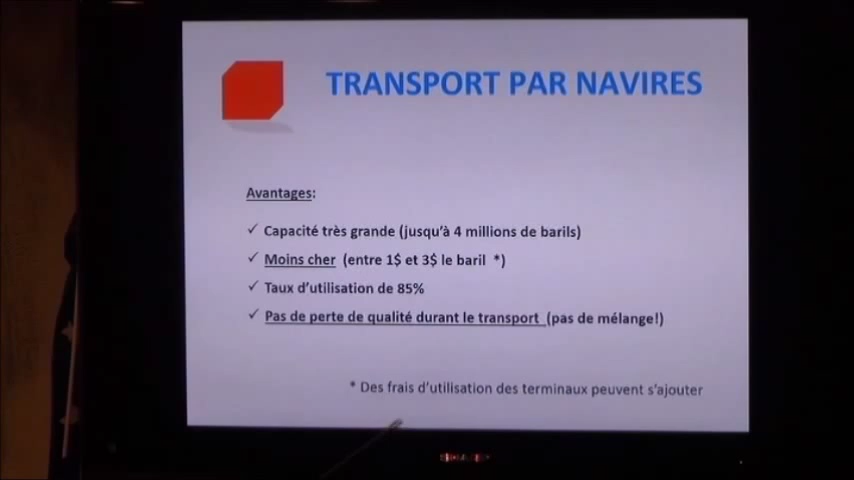 TRANSPORT PAR NAVIRES
Avantages:
✓ Capacité très grande (jusqu'à 4 millions de barils)
✓ Moins cher (entre 1$ et 3$ le baril *)
✓ Taux d'utilisation de 85%
✓ Pas de perte de qualité durant le transport (pas de mélange!)
* Des frais d'utilisation des terminaux peuvent s'ajouter